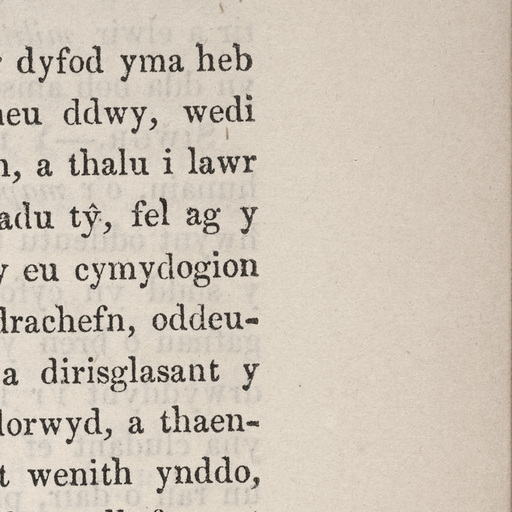 dyfod yma heb
neu ddwy, wedi
a thalu i lawr
adu tŷ, fel ag y
y eu cymydogion
drachefn, oddeu-
a dirisglasant y
dorwyd, a thaen-
t wenith ynddo,